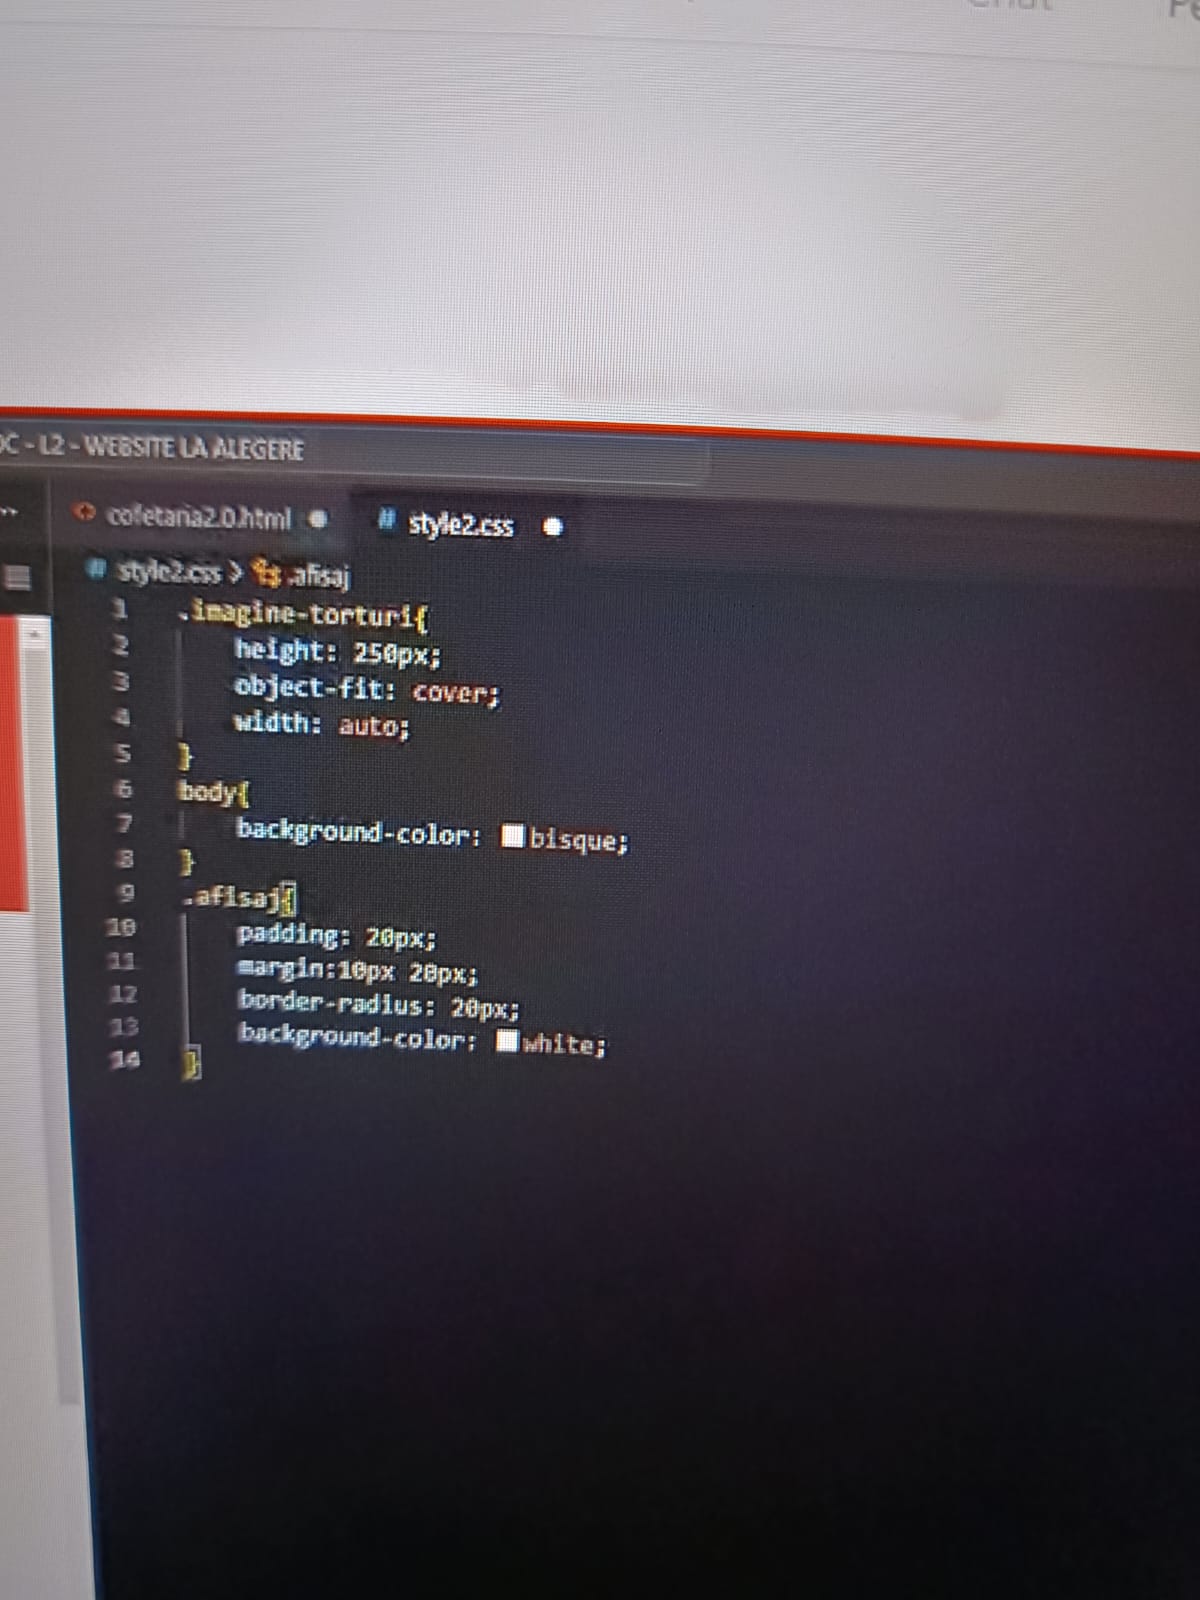 - L2 - WEBSITE LA ALEGERE
cofetaria2.0.html style2.css
style2.css > .afisaj
1 .imagine-torturi{
2 height: 250px;
3 object-fit: cover;
4 width: auto;
5 }
6 body{
7 background-color: bisque;
8 }
9 .afisaj{
10 padding: 20px;
11 margin:10px 20px;
12 border-radius: 20px;
13 background-color: white;
14 }